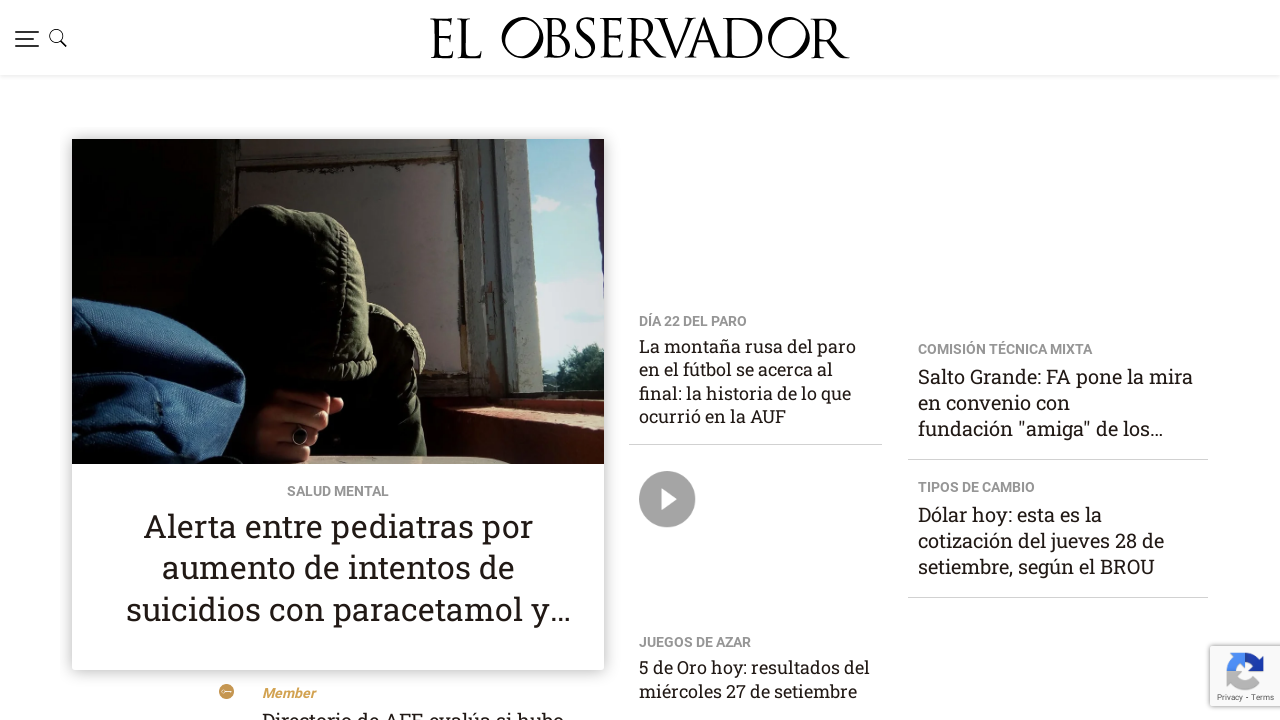 EL OBSERVADOR
SALUD MENTAL
Alerta entre pediatras por
aumento de intentos de
suicidios con paracetamol y...
Member
Directorio de AFE evalúa si hubo
DÍA 22 DEL PARO
La montaña rusa del paro
en el fútbol se acerca al
final: la historia de lo que
ocurrió en la AUF
JUEGOS DE AZAR
5 de Oro hoy: resultados del
miércoles 27 de setiembre
COMISIÓN TÉCNICA MIXTA
Salto Grande: FA pone la mira
en convenio con
fundación "amiga" de los...
TIPOS DE CAMBIO
Dólar hoy: esta es la
cotización del jueves 28 de
setiembre, según el BROU
Privacy - Terms